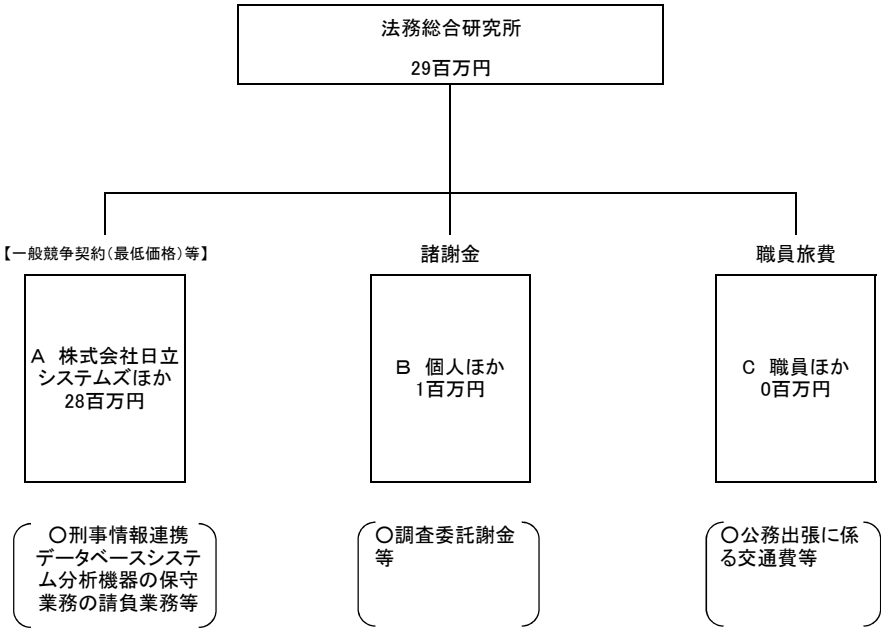 法務総合研究所
29百万円
【一般競争契約(最低価格)等】
諸謝金
職員旅費
A 株式会社日立
システムズほか
28百万円
B 個人ほか
1百万円
C 職員ほか
0百万円
○刑事情報連携
データベースシステ
ム分析機器の保守
業務の請負業務等
○調査委託謝金
等
○公務出張に係
る交通費等